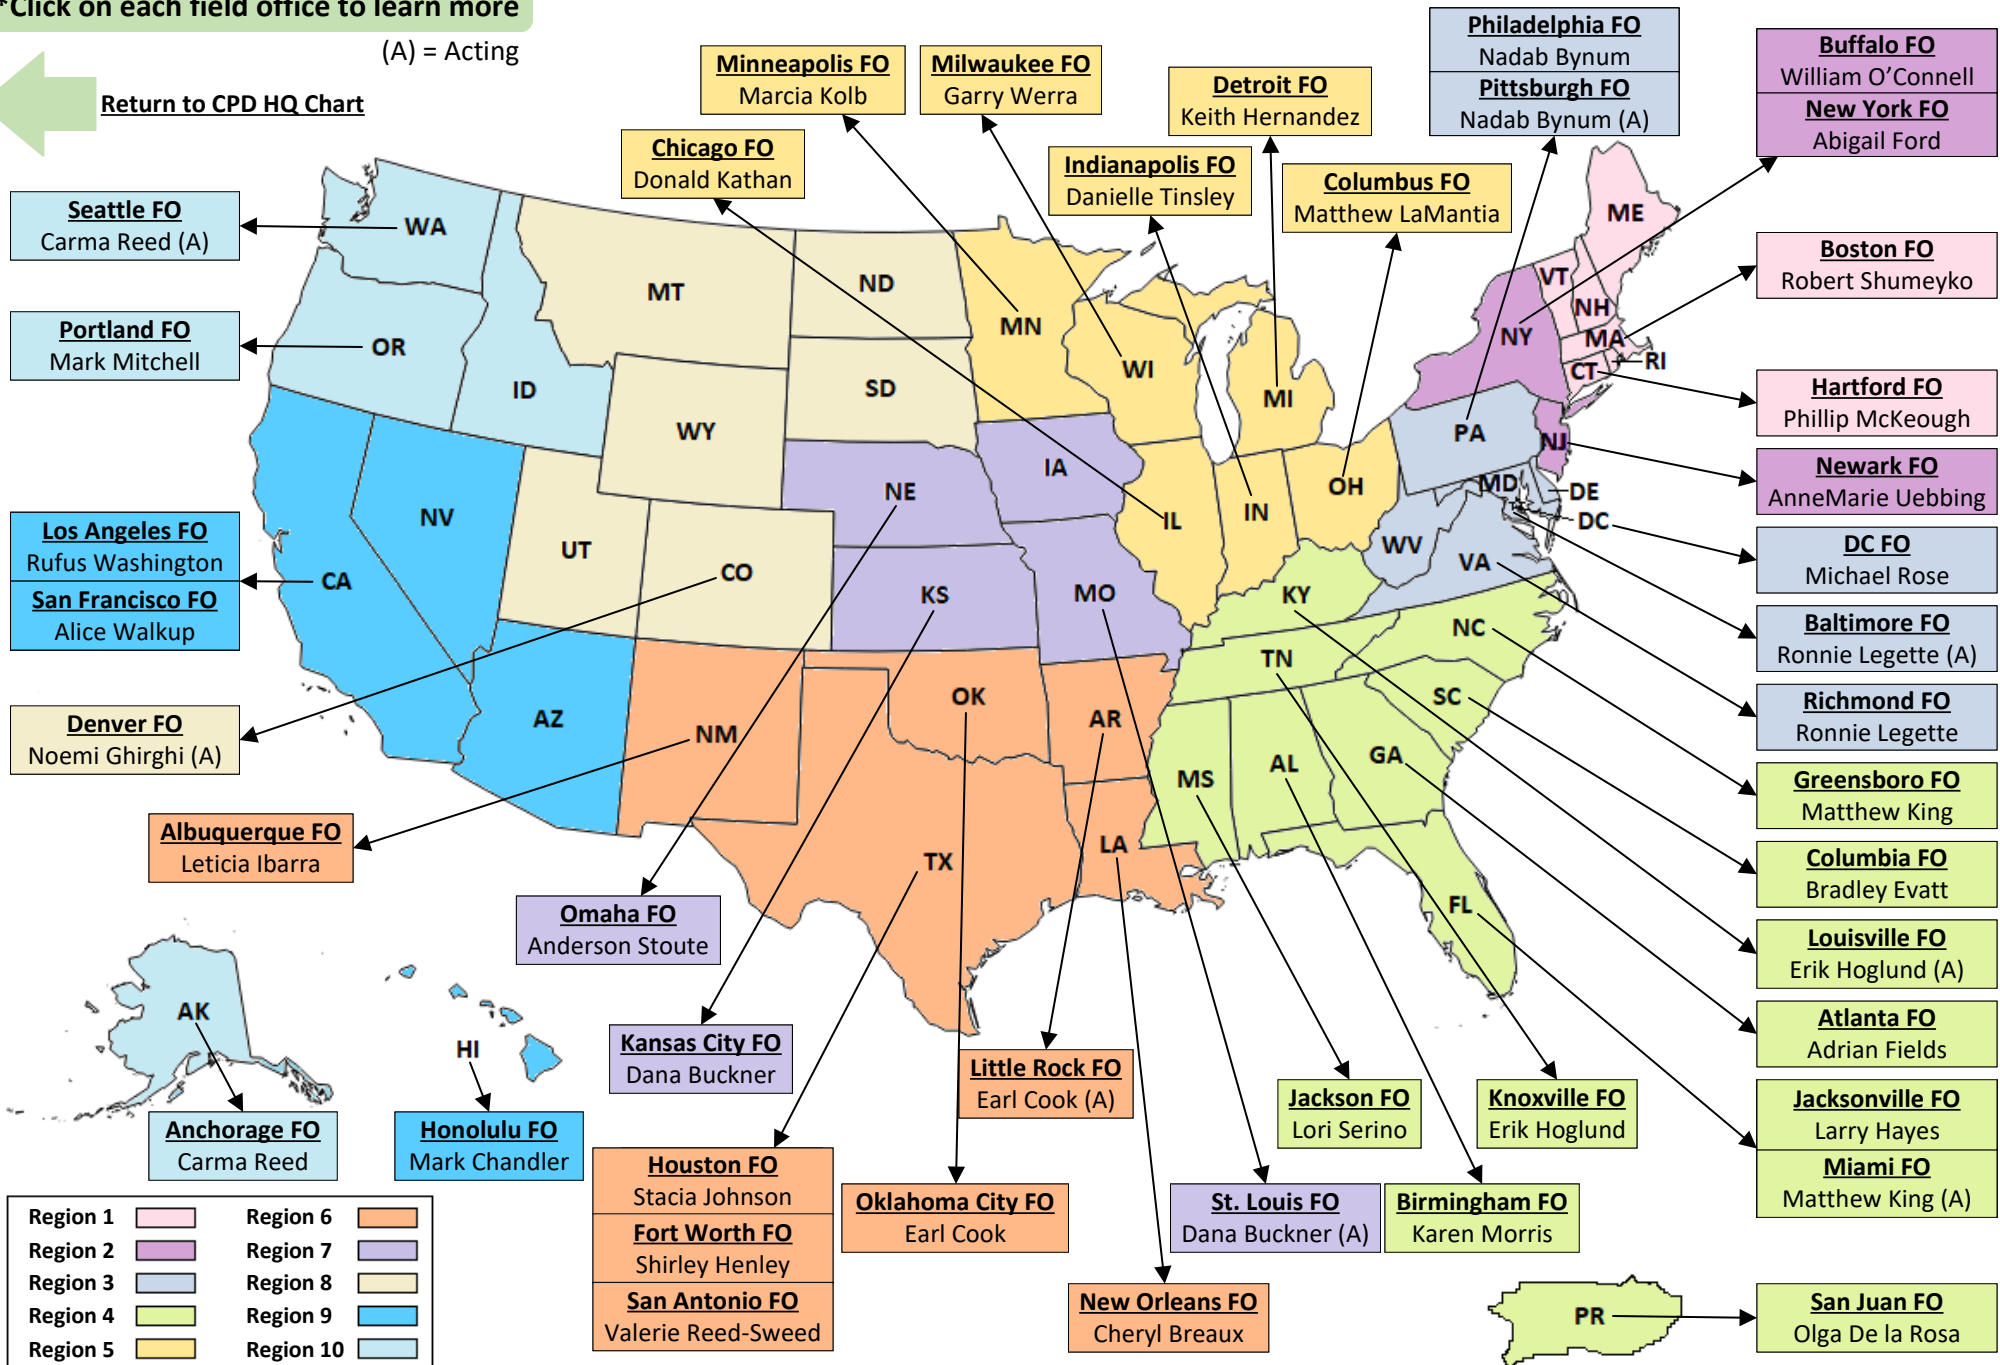 *Click on each field office to learn more
(A) = Acting
Return to CPD HQ Chart
Minneapolis FO
Marcia Kolb
Milwaukee FO
Garry Werra
Detroit FO
Keith Hernandez
Philadelphia FO
Nadab Bynum
Pittsburgh FO
Nadab Bynum (A)
Buffalo FO
William O’Connell
New York FO
Abigail Ford
Chicago FO
Donald Kathan
Indianapolis FO
Danielle Tinsley
Columbus FO
Matthew LaMantia
Seattle FO
Carma Reed (A)
Portland FO
Mark Mitchell
Los Angeles FO
Rufus Washington
San Francisco FO
Alice Walkup
Denver FO
Noemi Ghirghi (A)
Albuquerque FO
Leticia Ibarra
Boston FO
Robert Shumeyko
Hartford FO
Phillip McKeough
Newark FO
AnneMarie Uebbing
DC FO
Michael Rose
Baltimore FO
Ronnie Legette (A)
Richmond FO
Ronnie Legette
Greensboro FO
Matthew King
Columbia FO
Bradley Evatt
Louisville FO
Erik Hoglund (A)
Atlanta FO
Adrian Fields
Jacksonville FO
Larry Hayes
Miami FO
Matthew King (A)
San Juan FO
Olga De la Rosa
WA
OR
ID
MT
ND
SD
WY
MN
WI
MI
NY
VT
NH
ME
MA
RI
CT
PA
NJ
MD
DE
DC
CA
NV
UT
CO
NE
IA
KS
MO
IL
IN
OH
WV
VA
KY
NC
TN
SC
AZ
NM
OK
AR
TX
LA
MS
AL
GA
FL
AK
HI
PR
Omaha FO
Anderson Stoute
Kansas City FO
Dana Buckner
Little Rock FO
Earl Cook (A)
Jackson FO
Lori Serino
Knoxville FO
Erik Hoglund
Anchorage FO
Carma Reed
Honolulu FO
Mark Chandler
Houston FO
Stacia Johnson
Fort Worth FO
Shirley Henley
San Antonio FO
Valerie Reed-Sweed
Oklahoma City FO
Earl Cook
St. Louis FO
Dana Buckner (A)
Birmingham FO
Karen Morris
New Orleans FO
Cheryl Breaux
Region 1
Region 2
Region 3
Region 4
Region 5
Region 6
Region 7
Region 8
Region 9
Region 10